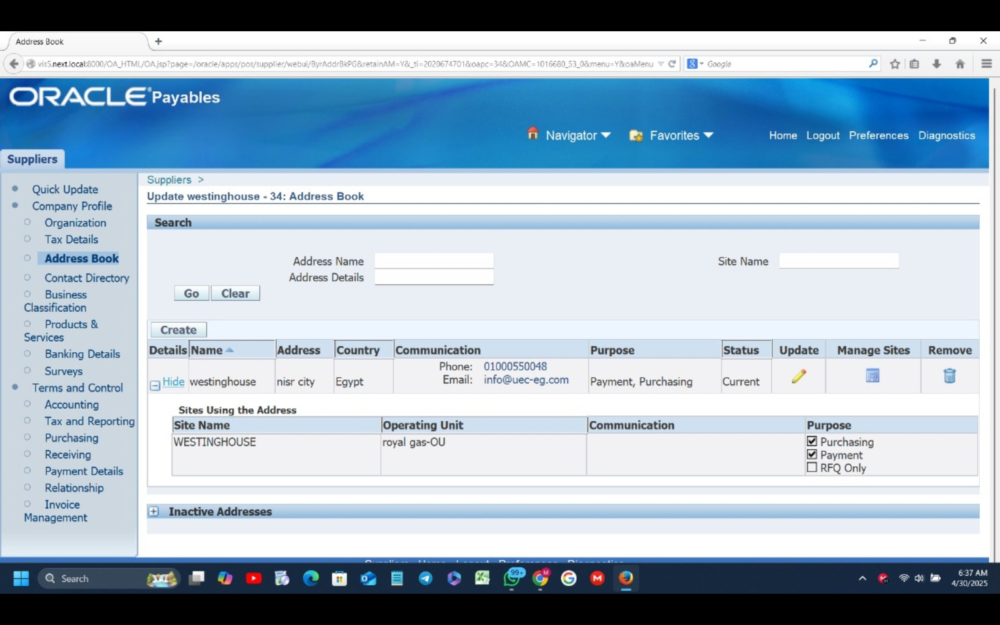 Address Book
vis5.next.local:8000/OA_HTML/OA.jsp?page=/oracle/apps/pos/supplier/webui/ByrAddrBkPG&retainAM=Y&_ti=2020674701&oapc=34&OAMC=1016680_53_0&menu=Y&oaMenu
Google
ORACLE® Payables
Navigator Favorites Home Logout Preferences Diagnostics
Suppliers
Quick Update
Company Profile
Organization
Tax Details
Address Book
Contact Directory
Business
Classification
Products &
Services
Banking Details
Surveys
Terms and Control
Accounting
Tax and Reporting
Purchasing
Receiving
Payment Details
Relationship
Invoice
Management
Suppliers >
Update westinghouse - 34: Address Book
Search
Address Name Site Name
Address Details
Go Clear
Create
Details Name Address Country Communication Purpose Status Update Manage Sites Remove
Hide westinghouse nisr city Egypt Phone: 01000550048 Payment, Purchasing Current
Email: info@uec-eg.com
Sites Using the Address
Site Name Operating Unit Communication Purpose
WESTINGHOUSE royal gas-OU Purchasing
Payment
RFQ Only
Inactive Addresses
Suppliers Home Logout Preferences Diagnostics
Search 99+ 6:37 AM
4/30/2025